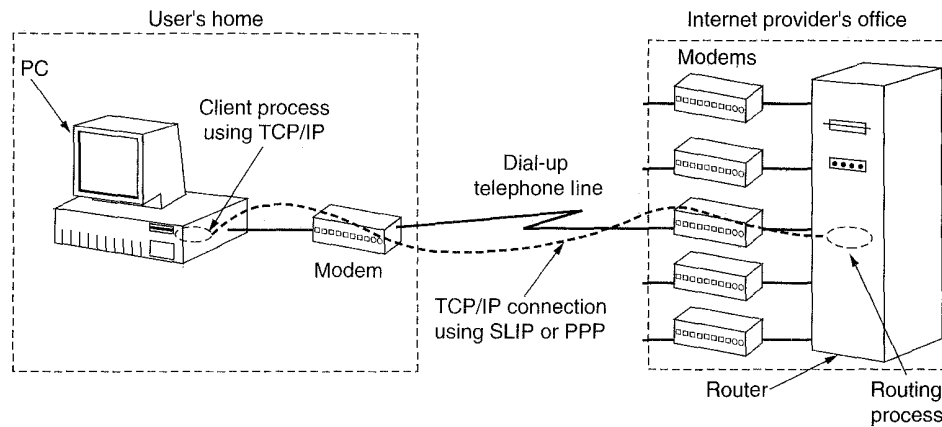 User's home
Internet provider's office
PC
Client process
using TCP/IP
Modems
Dial-up
telephone line
Modem
TCP/IP connection
using SLIP or PPP
Router
Routing
process